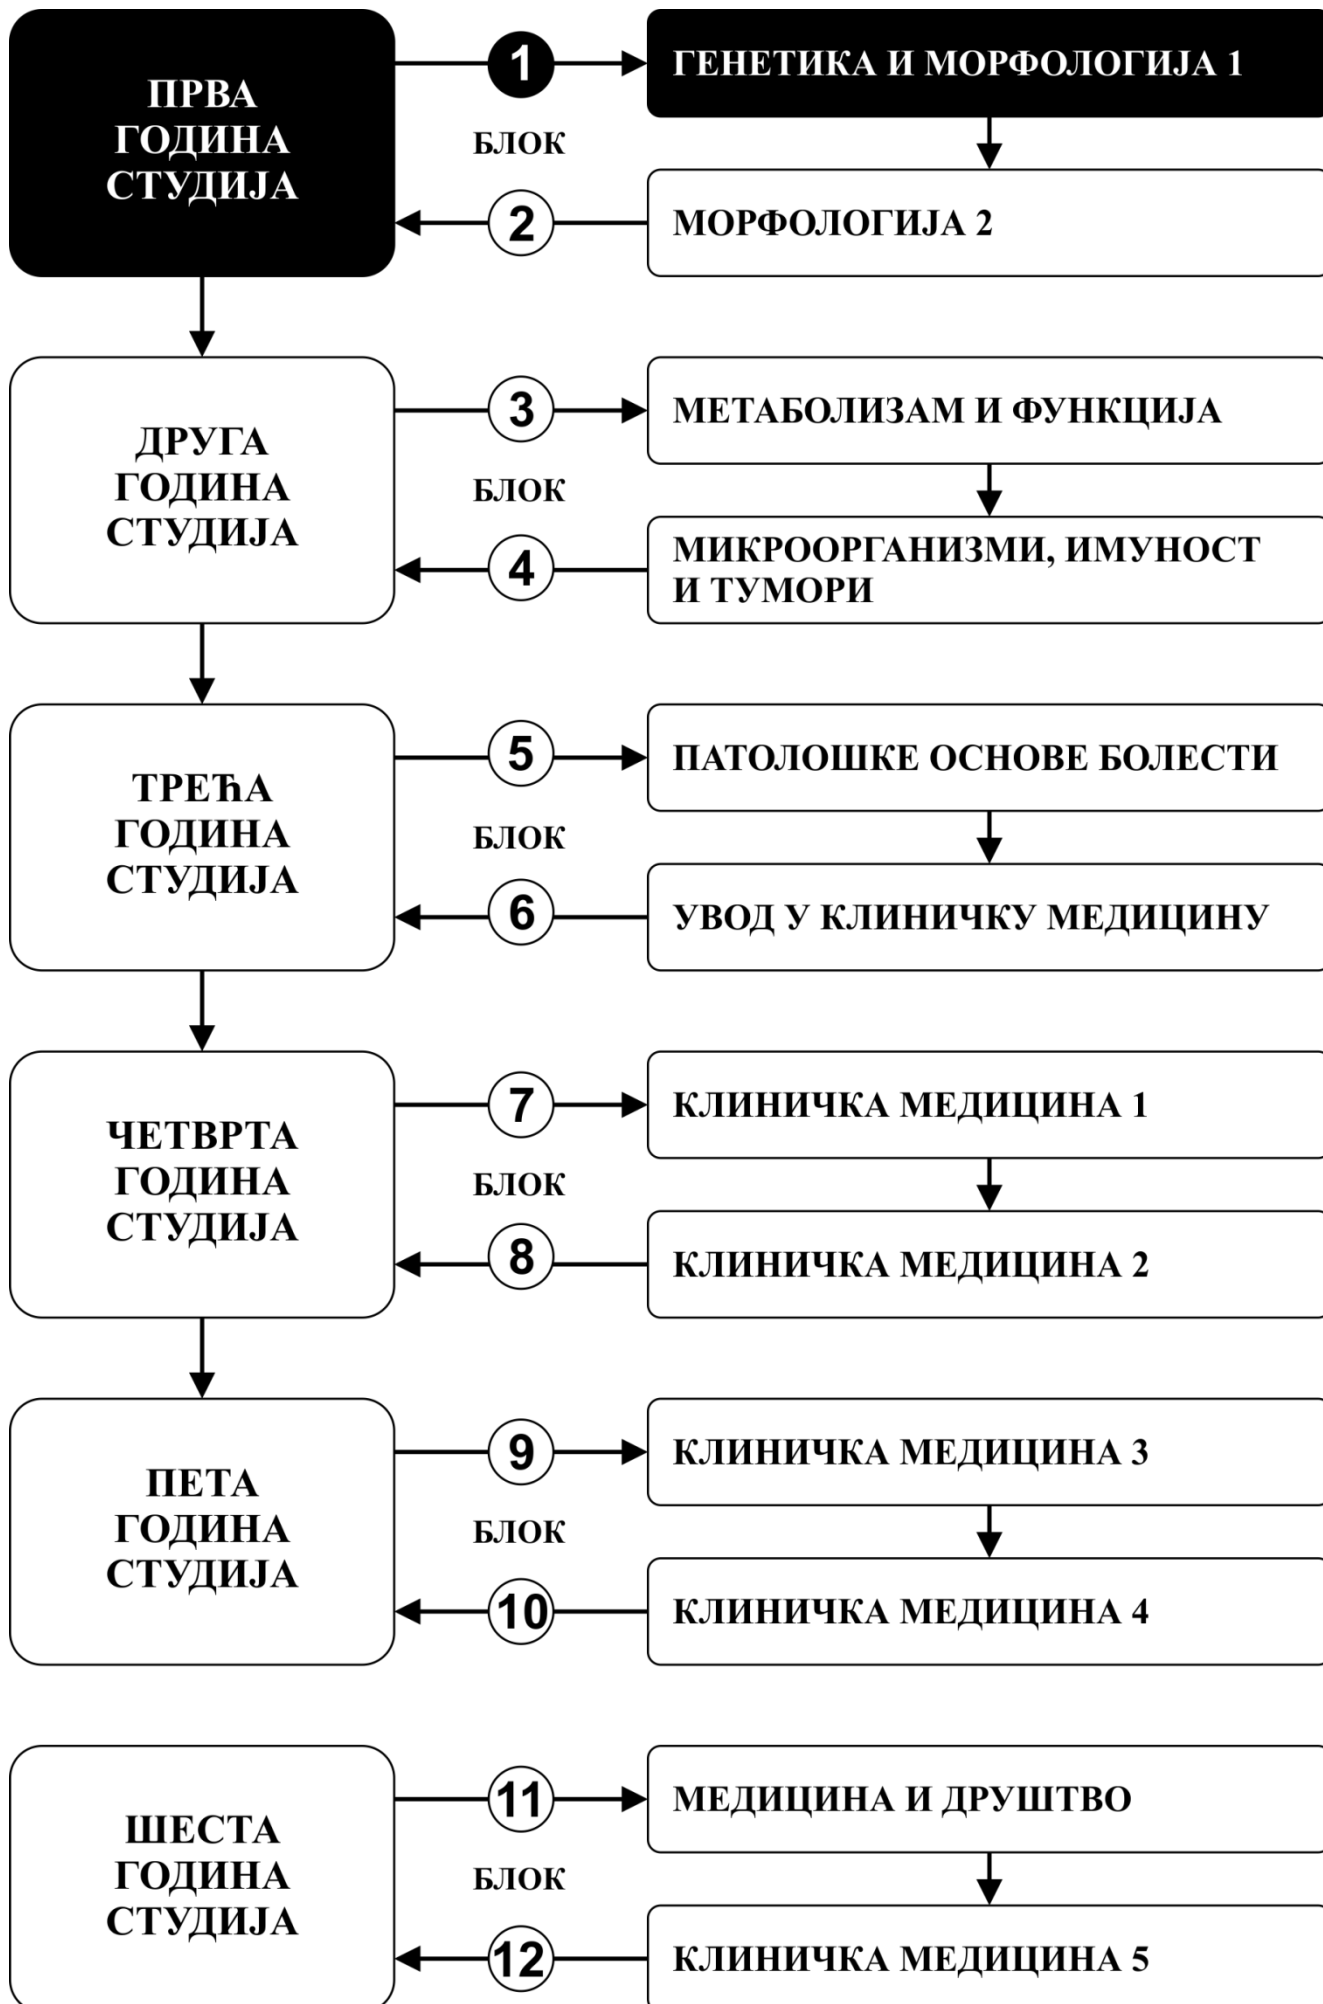 ПРВА
ГОДИНА
СТУДИЈА
1
БЛОК
2
ГЕНЕТИКА И МОРФОЛОГИЈА 1
МОРФОЛОГИЈА 2
ДРУГА
ГОДИНА
СТУДИЈА
3
БЛОК
4
МЕТАБОЛИЗАМ И ФУНКЦИЈА
МИКРООРГАНИЗМИ, ИМУНОСТ
И ТУМОРИ
ТРЕЋА
ГОДИНА
СТУДИЈА
5
БЛОК
6
ПАТОЛОШКЕ ОСНОВЕ БОЛЕСТИ
УВОД У КЛИНИЧКУ МЕДИЦИНУ
ЧЕТВРТА
ГОДИНА
СТУДИЈА
7
БЛОК
8
КЛИНИЧКА МЕДИЦИНА 1
КЛИНИЧКА МЕДИЦИНА 2
ПЕТА
ГОДИНА
СТУДИЈА
9
БЛОК
10
КЛИНИЧКА МЕДИЦИНА 3
КЛИНИЧКА МЕДИЦИНА 4
ШЕСТА
ГОДИНА
СТУДИЈА
11
БЛОК
12
МЕДИЦИНА И ДРУШТВО
КЛИНИЧКА МЕДИЦИНА 5